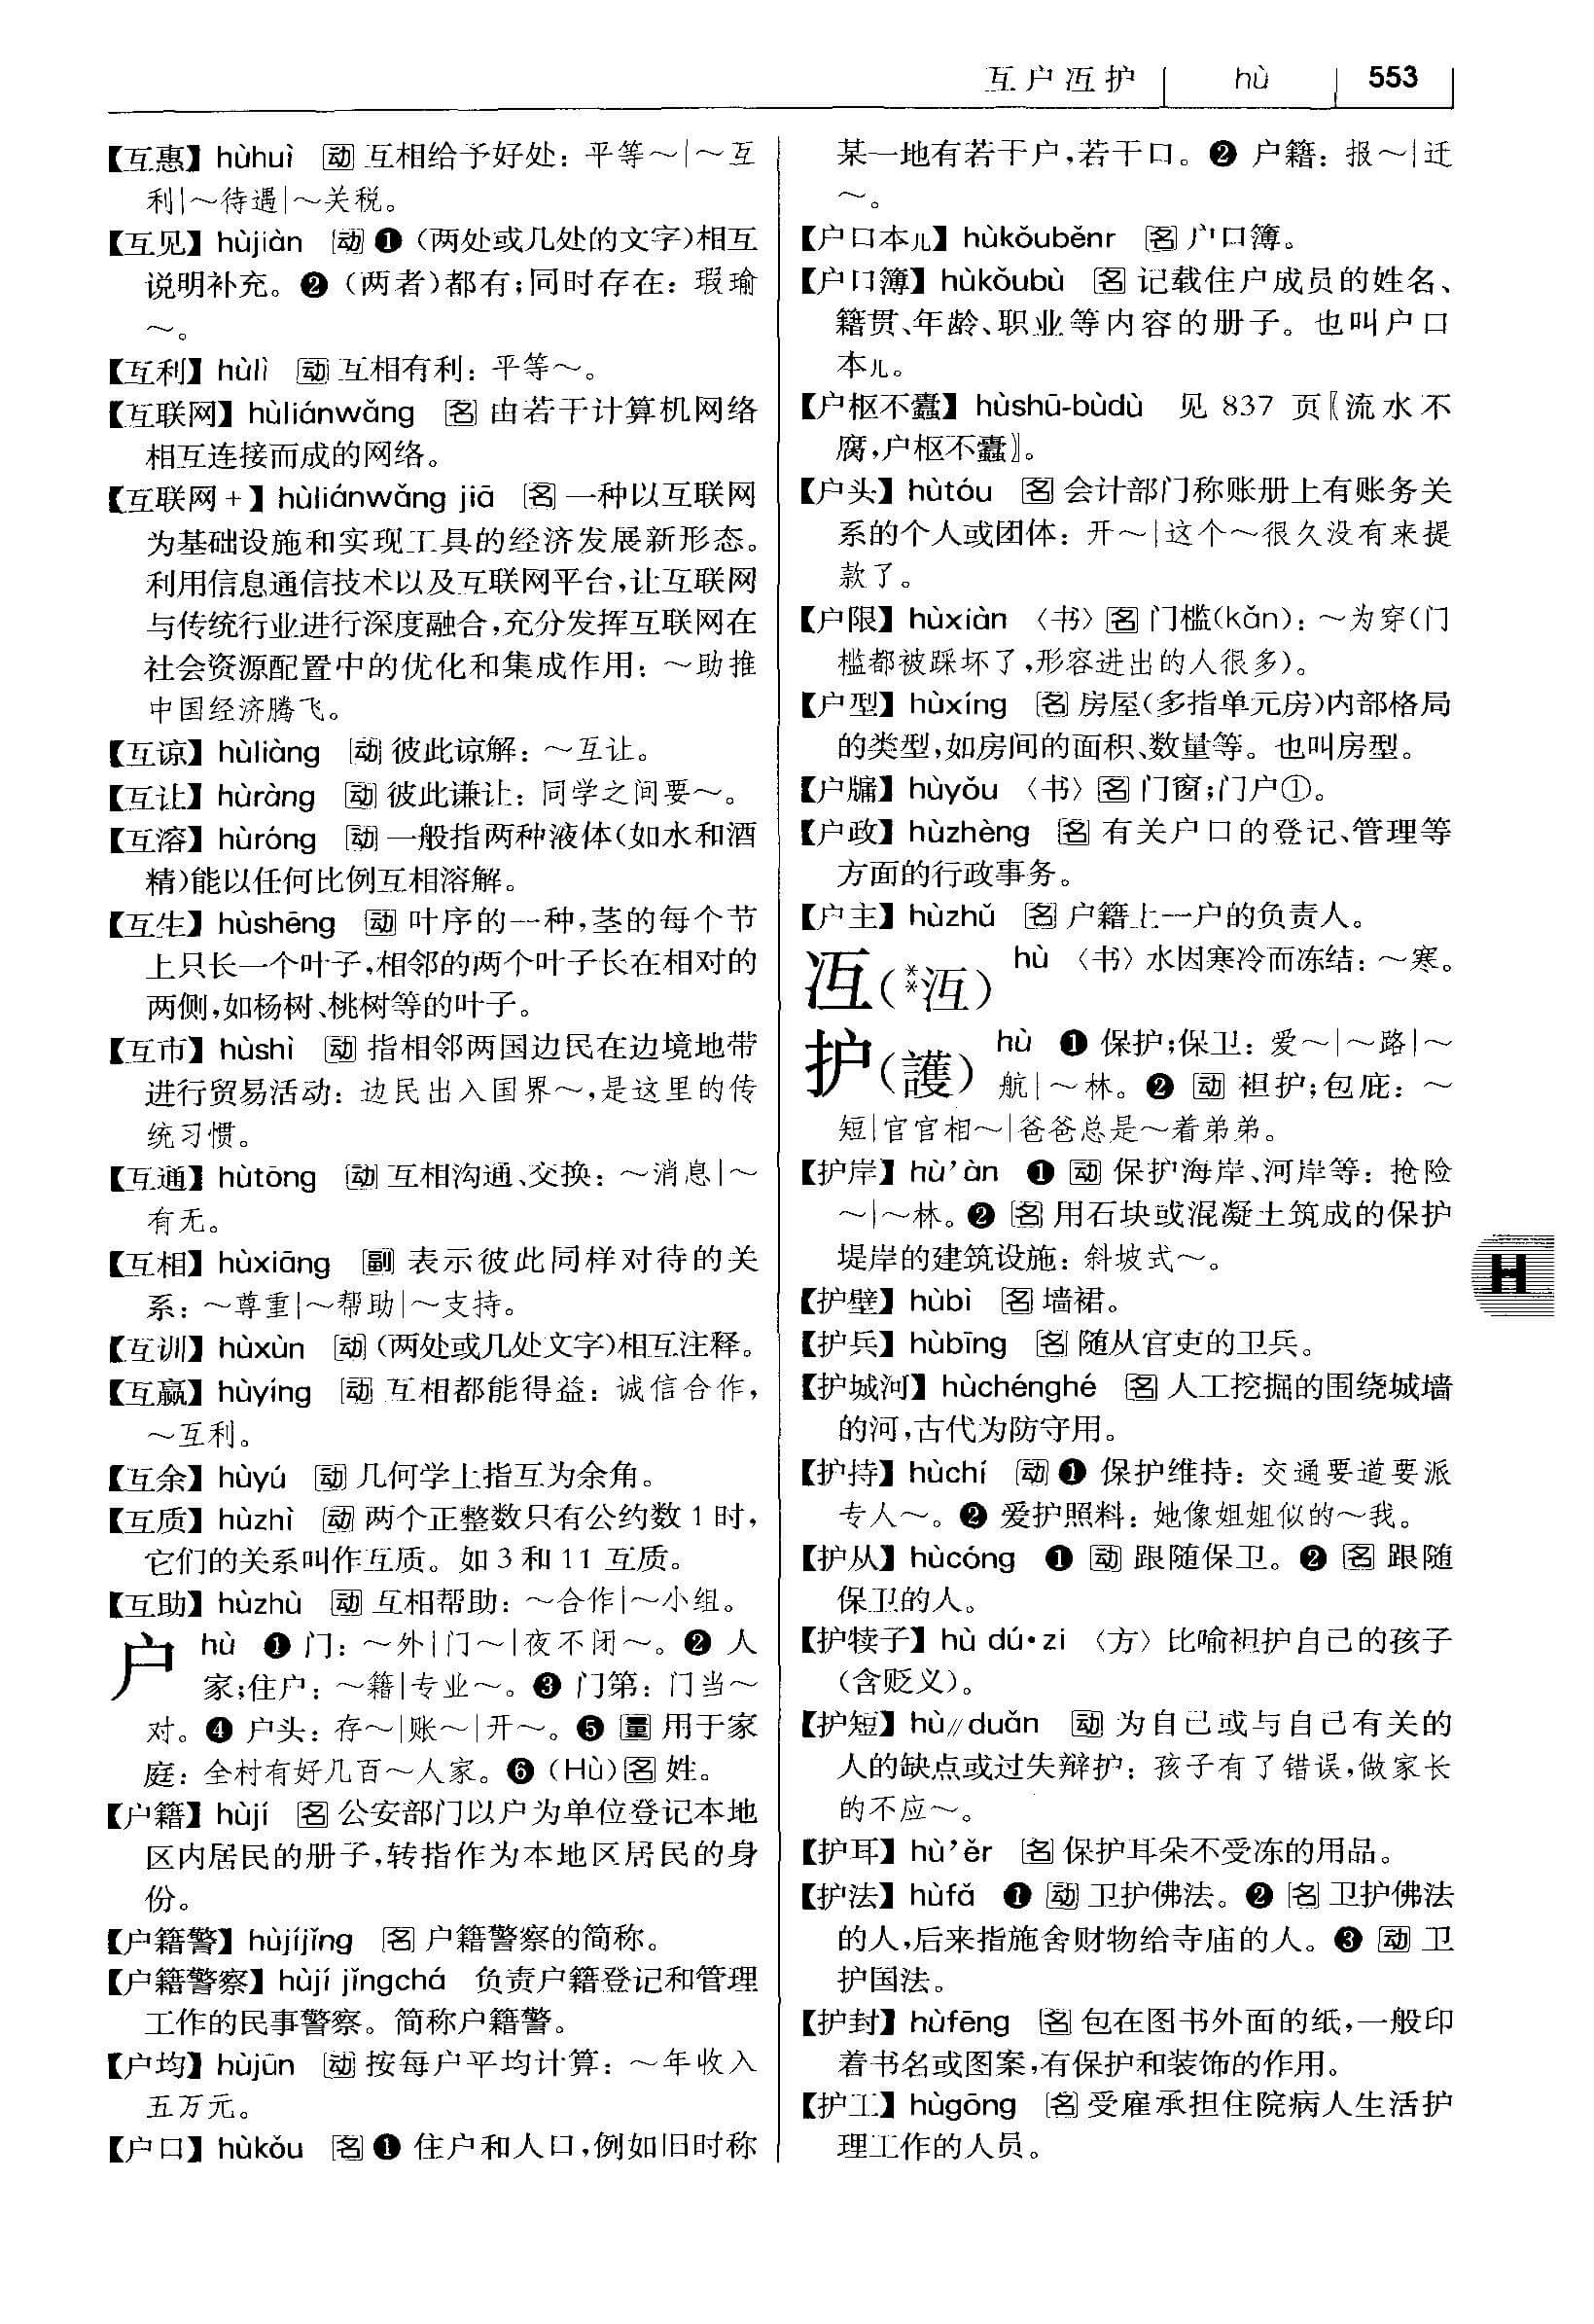 互户冱护 hù 553
【互惠】hùhuì 动 互相给予好处：平等～|～互
利|～待遇|～关税。
【互见】hùjiàn 动 ❶（两处或几处的文字）相互
说明补充。❷（两者）都有；同时存在：瑕瑜
～。
【互利】hùlì 动 互相有利：平等～。
【互联网】hùliánwǎng 名 由若干计算机网络
相互连接而成的网络。
【互联网+】hùliánwǎng jiā 名 一种以互联网
为基础设施和实现工具的经济发展新形态。
利用信息通信技术以及互联网平台，让互联网
与传统行业进行深度融合，充分发挥互联网在
社会资源配置中的优化和集成作用：～助推
中国经济腾飞。
【互谅】hùliàng 动 彼此谅解：～互让。
【互让】hùràng 动 彼此谦让：同学之间要～。
【互溶】hùróng 动 一般指两种液体（如水和酒
精）能以任何比例互相溶解。
【互生】hùshēng 动 叶序的一种，茎的每个节
上只长一个叶子，相邻的两个叶子长在相对的
两侧，如杨树、桃树等的叶子。
【互市】hùshì 动 指相邻两国边民在边境地带
进行贸易活动：边民出入国界～，是这里的传
统习惯。
【互通】hùtōng 动 互相沟通、交换：～消息|～
有无。
【互相】hùxiāng 副 表示彼此同样对待的关
系：～尊重|～帮助|～支持。
【互训】hùxùn 动（两处或几处文字）相互注释。
【互赢】hùyíng 动 互相都能得益：诚信合作，
～互利。
【互余】hùyú 动 几何学上指互为余角。
【互质】hùzhì 动 两个正整数只有公约数1时，
它们的关系叫作互质。如3和11互质。
【互助】hùzhù 动 互相帮助：～合作|～小组。
户 hù ❶ 门：～外|门～|夜不闭～。❷ 人
家；住户：～籍|专业～。❸ 门第：门当～
对。❹ 户头：存～|账～|开～。❺ 量 用于家
庭：全村有好几百～人家。❻（Hù）名 姓。
【户籍】hùjí 名 公安部门以户为单位登记本地
区内居民的册子，转指作为本地区居民的身
份。
【户籍警】hùjíjǐng 名 户籍警察的简称。
【户籍警察】hùjí jǐngchá 负责户籍登记和管理
工作的民事警察。简称户籍警。
【户均】hùjūn 动 按每户平均计算：～年收入
五万元。
【户口】hùkǒu 名 ❶ 住户和人口，例如旧时称
某一地有若干户，若干口。❷ 户籍：报～|迁
～。
【户口本儿】hùkǒuběnr 名 户口簿。
【户口簿】hùkǒubù 名 记载住户成员的姓名、
籍贯、年龄、职业等内容的册子。也叫户口
本儿。
【户枢不蠹】hùshū-bùdù 见 837 页〖流水不
腐，户枢不蠹〗。
【户头】hùtóu 名 会计部门称账册上有账务关
系的个人或团体：开～|这个～很久没有来提
款了。
【户限】hùxiàn〈书〉名 门槛（kǎn）：～为穿（门
槛都被踩坏了，形容进出的人很多）。
【户型】hùxíng 名 房屋（多指单元房）内部格局
的类型，如房间的面积、数量等。也叫房型。
【户牖】hùyǒu〈书〉名 门窗；门户①。
【户政】hùzhèng 名 有关户口的登记、管理等
方面的行政事务。
【户主】hùzhǔ 名 户籍上一户的负责人。
冱（**沍） hù〈书〉水因寒冷而冻结：～寒。
护（護） hù ❶ 保护；保卫：爱～|～路|～
航|～林。❷ 动 袒护；包庇：～
短|官官相～|爸爸总是～着弟弟。
【护岸】hù’àn ❶ 动 保护海岸、河岸等：抢险
～|～林。❷ 名 用石块或混凝土筑成的保护
堤岸的建筑设施：斜坡式～。
【护壁】hùbì 名 墙裙。
【护兵】hùbīng 名 随从官吏的卫兵。
【护城河】hùchénghé 名 人工挖掘的围绕城墙
的河，古代为防守用。
【护持】hùchí 动 ❶ 保护维持：交通要道要派
专人～。❷ 爱护照料：她像姐姐似的～我。
【护从】hùcóng ❶ 动 跟随保卫。❷ 名 跟随
保卫的人。
【护犊子】hù dú·zi〈方〉比喻袒护自己的孩子
（含贬义）。
【护短】hù∥duǎn 动 为自己或与自己有关的
人的缺点或过失辩护：孩子有了错误，做家长
的不应～。
【护耳】hù’ěr 名 保护耳朵不受冻的用品。
【护法】hùfǎ ❶ 动 卫护佛法。❷ 名 卫护佛法
的人，后来指施舍财物给寺庙的人。❸ 动 卫
护国法。
【护封】hùfēng 名 包在图书外面的纸，一般印
着书名或图案，有保护和装饰的作用。
【护工】hùgōng 名 受雇承担住院病人生活护
理工作的人员。
H